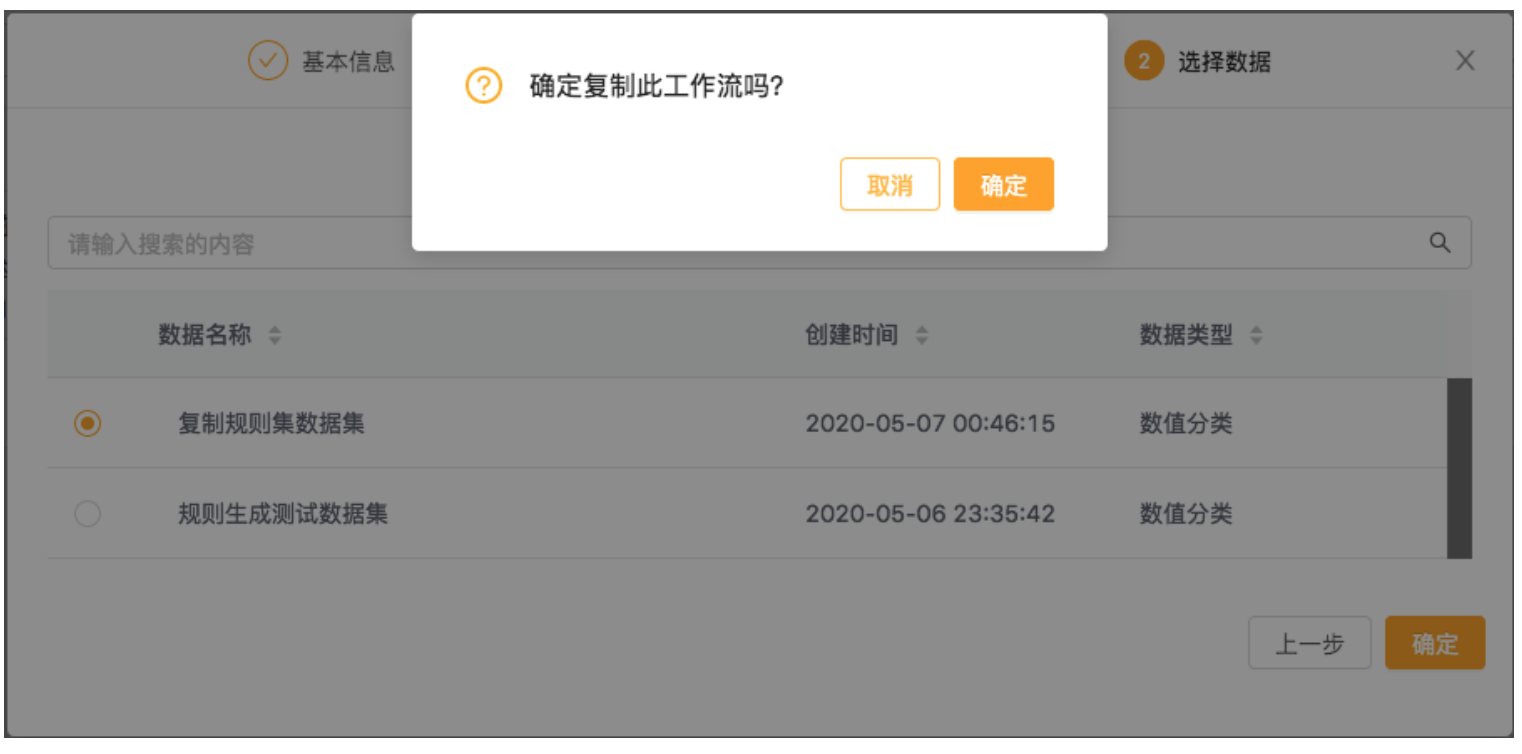 基本信息
2 选择数据
确定复制此工作流吗?
取消 确定
请输入搜索的内容
数据名称 创建时间 数据类型
复制规则集数据集 2020-05-07 00:46:15 数值分类
规则生成测试数据集 2020-05-06 23:35:42 数值分类
上一步 确定